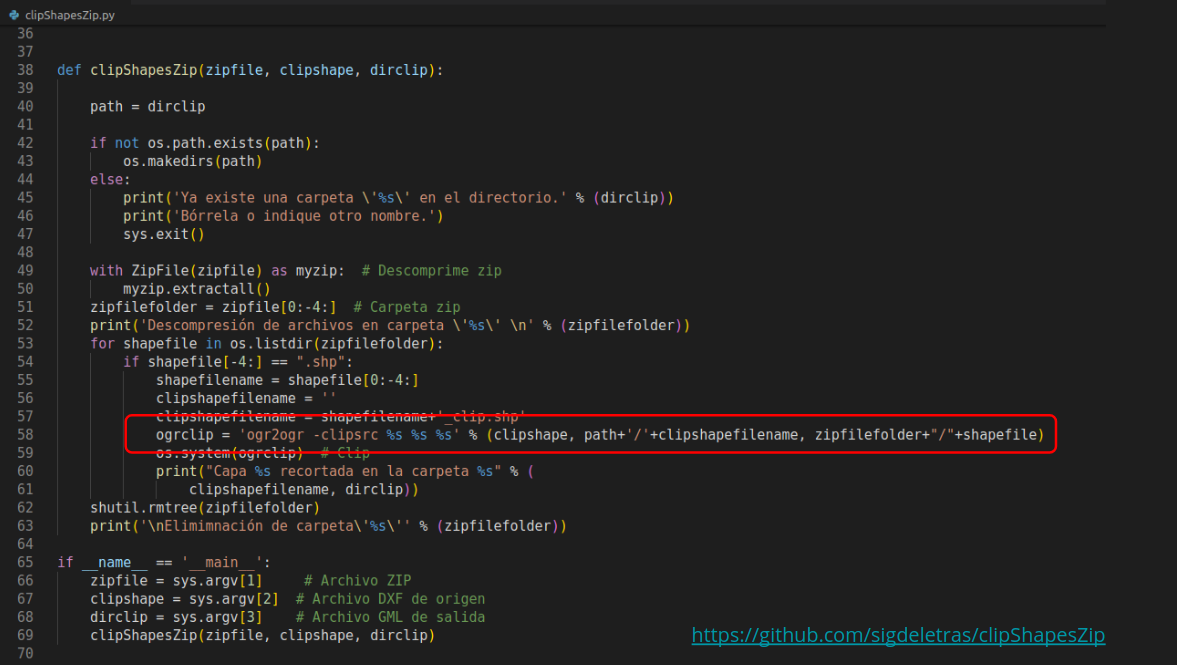 clipShapesZip.py
36
37
38 def clipShapesZip(zipfile, clipshape, dirclip):
39
40 path = dirclip
41
42 if not os.path.exists(path):
43 os.makedirs(path)
44 else:
45 print('Ya existe una carpeta \'%s\' en el directorio.' % (dirclip))
46 print('Bórrela o indique otro nombre.')
47 sys.exit()
48
49 with ZipFile(zipfile) as myzip:  # Descomprime zip
50 myzip.extractall()
51 zipfilefolder = zipfile[0:-4:]  # Carpeta zip
52 print('Descompresión de archivos en carpeta \'%s\' \n' % (zipfilefolder))
53 for shapefile in os.listdir(zipfilefolder):
54 if shapefile[-4:] == ".shp":
55 shapefilename = shapefile[0:-4:]
56 clipshapefilename = ''
57 clipshapefilename = shapefilename+'_clip.shp'
58 ogrclip = 'ogr2ogr -clipsrc %s %s %s' % (clipshape, path+'/'+clipshapefilename, zipfilefolder+"/"+shapefile)
59 os.system(ogrclip)  # Clip
60 print("Capa %s recortada en la carpeta %s" % (
61 clipshapefilename, dirclip))
62 shutil.rmtree(zipfilefolder)
63 print('\nElimimnación de carpeta\'%s\'' % (zipfilefolder))
64
65 if __name__ == '__main__':
66 zipfile = sys.argv[1]     # Archivo ZIP
67 clipshape = sys.argv[2]  # Archivo DXF de origen
68 dirclip = sys.argv[3]    # Archivo GML de salida
69 clipShapesZip(zipfile, clipshape, dirclip)
70
https://github.com/sigdeletras/clipShapesZip